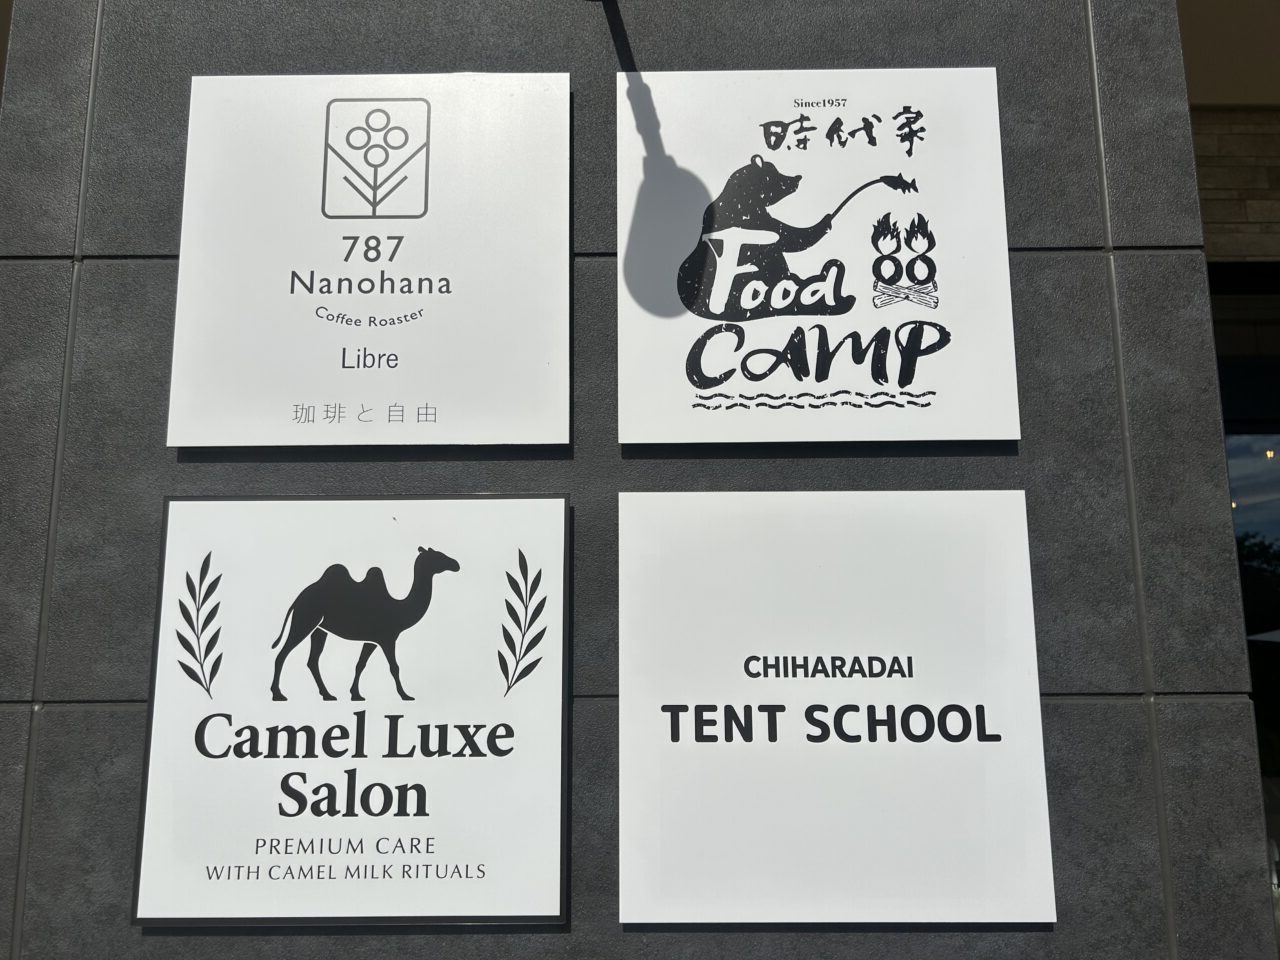 787
Nanohana
Coffee Roaster
Libre
珈琲と自由
Since1957
時代家
Food
CAMP
Camel Luxe
Salon
PREMIUM CARE
WITH CAMEL MILK RITUALS
CHIHARADAI
TENT SCHOOL